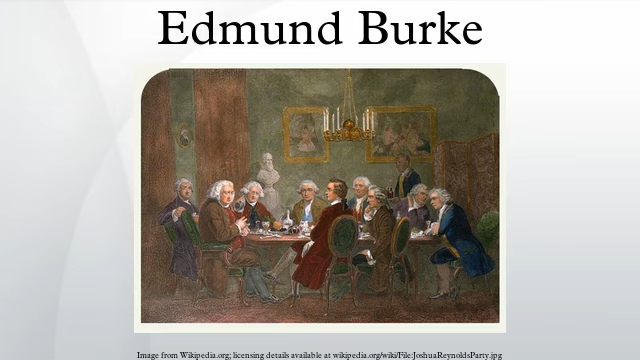 Edmund Burke
Image from Wikipedia.org; licensing details available at wikipedia.org/wiki/File:JoshuaReynoldsParty.jpg